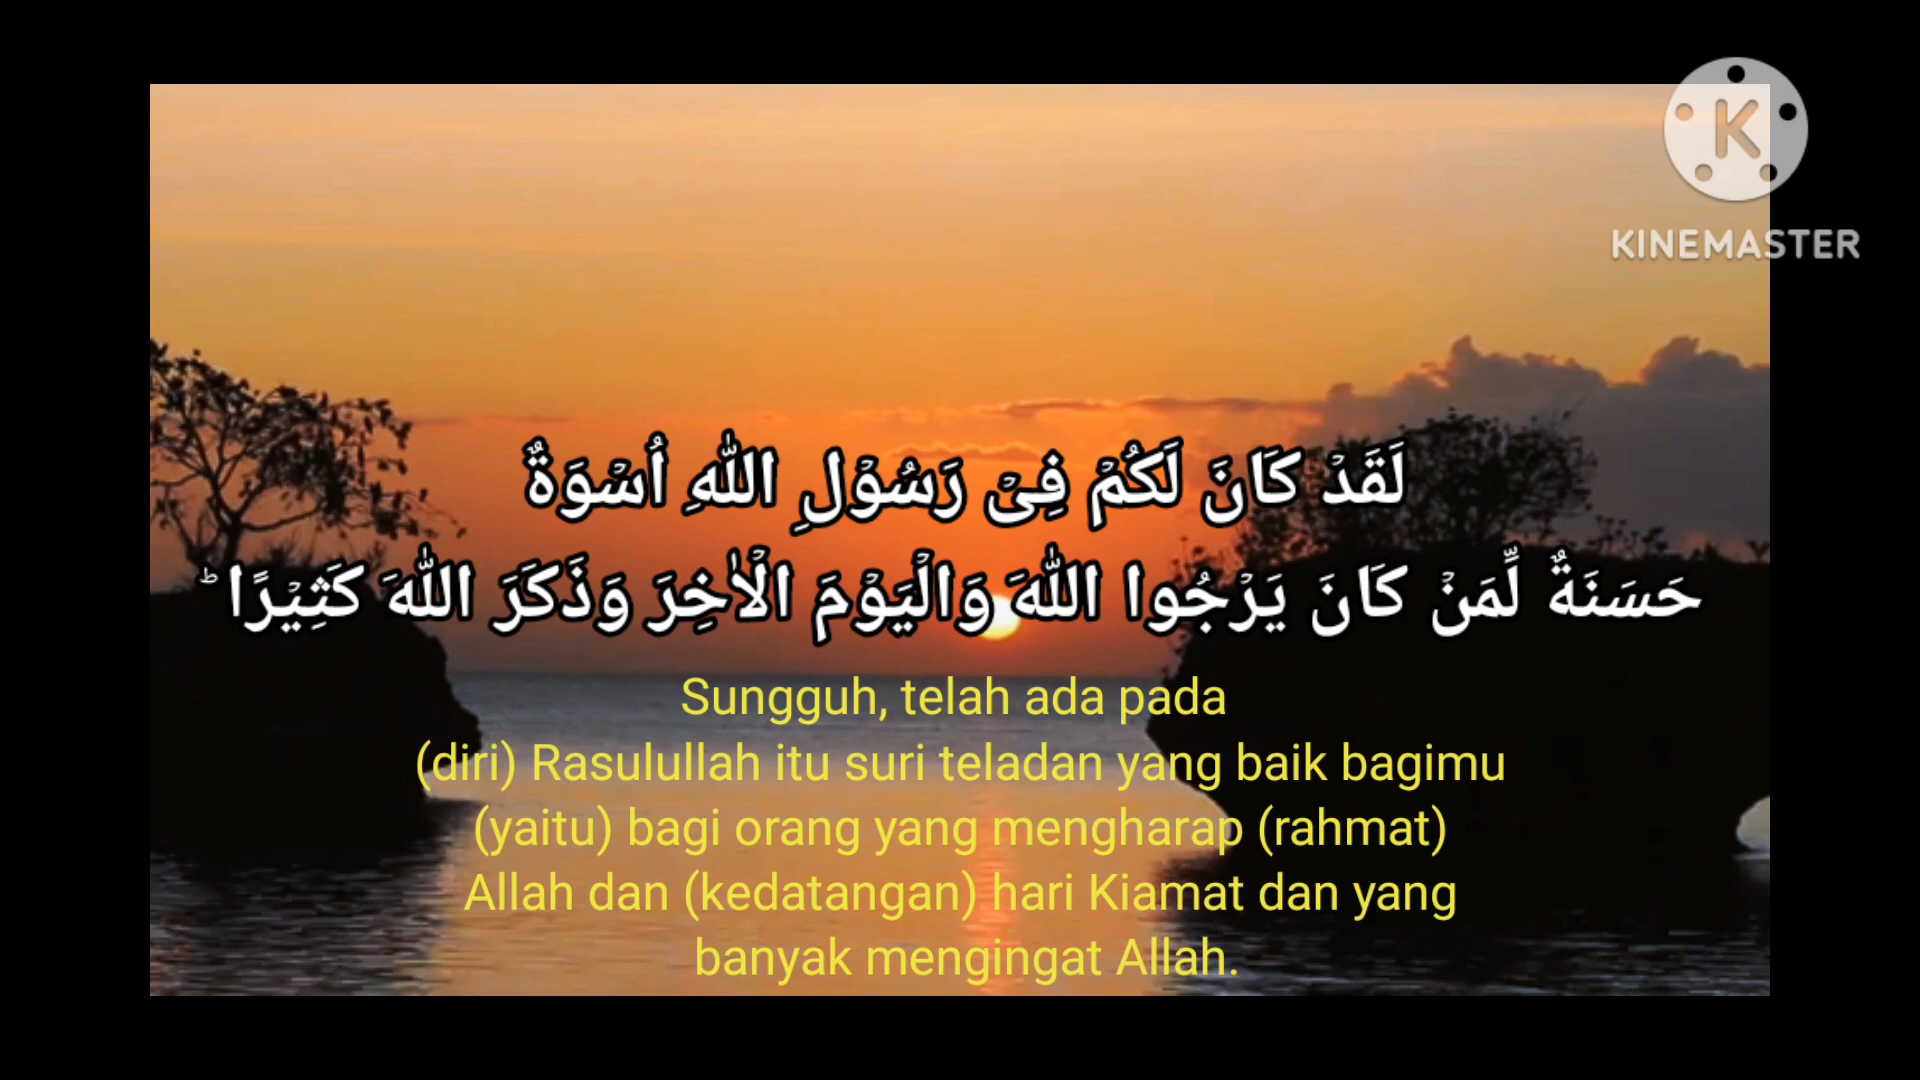 K
KINEMASTER
لَقَدْ كَانَ لَكُمْ فِيْ رَسُوْلِ اللّٰهِ اُسْوَةٌ
حَسَنَةٌ لِّمَنْ كَانَ يَرْجُوا اللّٰهَ وَالْيَوْمَ الْاٰخِرَ وَذَكَرَ اللّٰهَ كَثِيْرًاۗ
Sungguh, telah ada pada
(diri) Rasulullah itu suri teladan yang baik bagimu
(yaitu) bagi orang yang mengharap (rahmat)
Allah dan (kedatangan) hari Kiamat dan yang
banyak mengingat Allah.